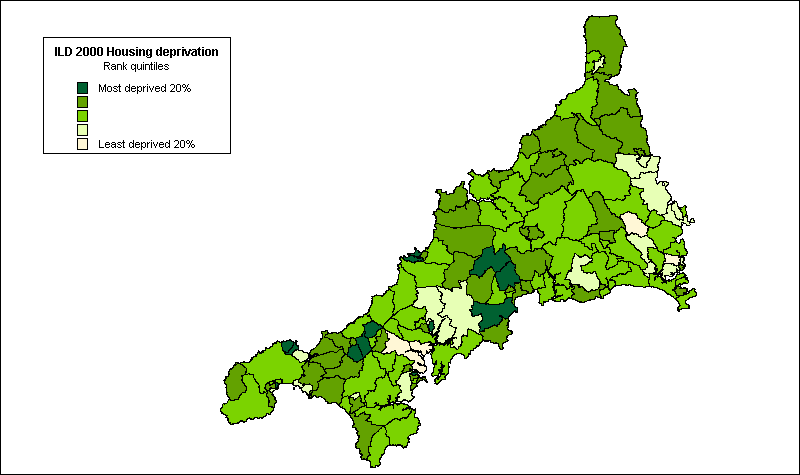 ILD 2000 Housing deprivation
Rank quintiles
Most deprived 20%
Least deprived 20%